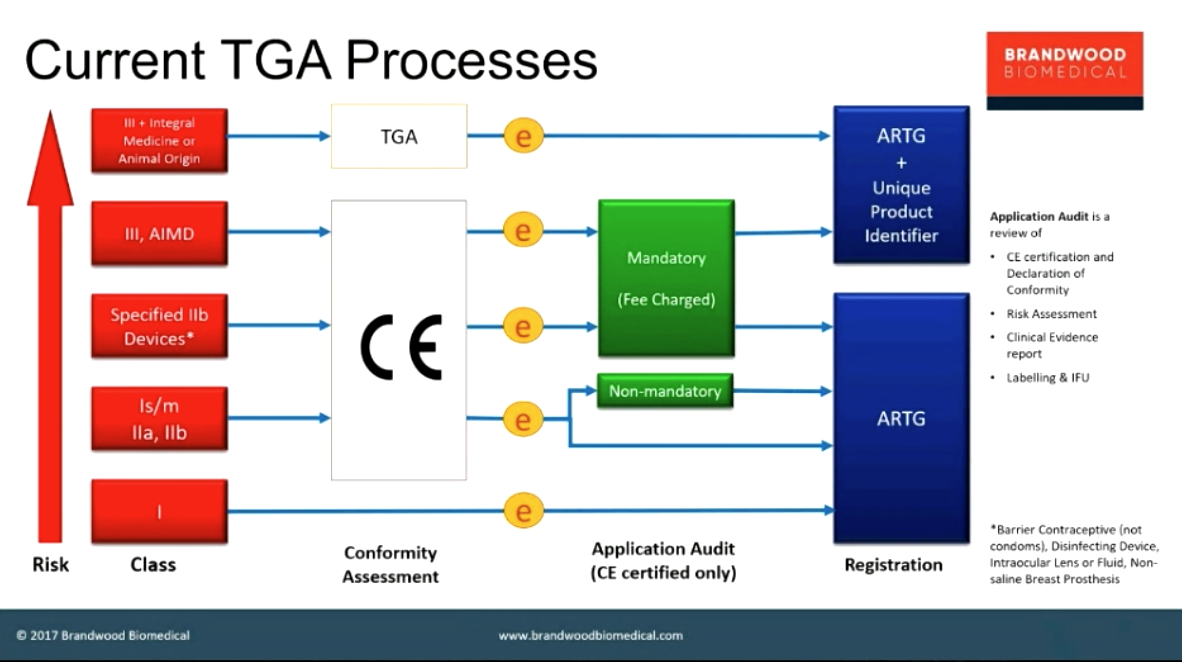 Current TGA Processes
BRANDWOOD
BIOMEDICAL
III + Integral
Medicine or
Animal Origin
TGA
e
ARTG
+
Unique
Product
Identifier
III, AIMD
e
Mandatory
(Fee Charged)
Specified IIb
Devices*
CE
e
Is/m
IIa, IIb
e
Non-mandatory
ARTG
I
e
Risk
Class
Conformity
Assessment
Application Audit
(CE certified only)
Registration
Application Audit is a
review of
• CE certification and
Declaration of
Conformity
• Risk Assessment
• Clinical Evidence
report
• Labelling & IFU
*Barrier Contraceptive (not
condoms), Disinfecting Device,
Intraocular Lens or Fluid, Non-
saline Breast Prosthesis
© 2017 Brandwood Biomedical
www.brandwoodbiomedical.com